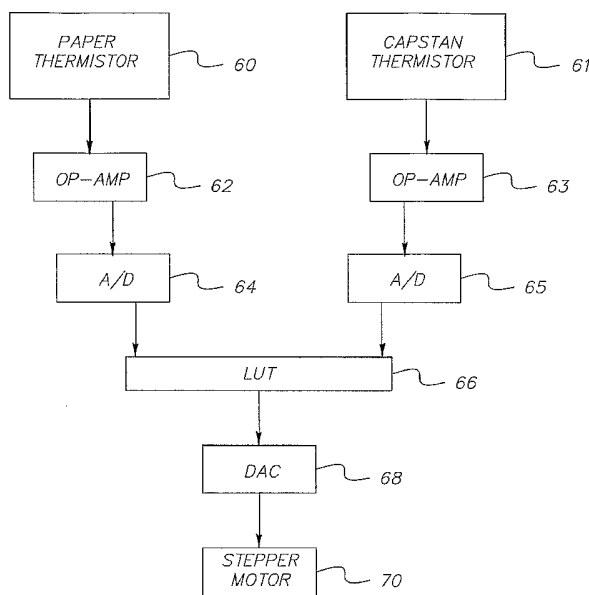 PAPER
THERMISTOR
60
CAPSTAN
THERMISTOR
61
OP-AMP
62
OP-AMP
63
A/D
64
A/D
65
LUT
66
DAC
68
STEPPER
MOTOR
70